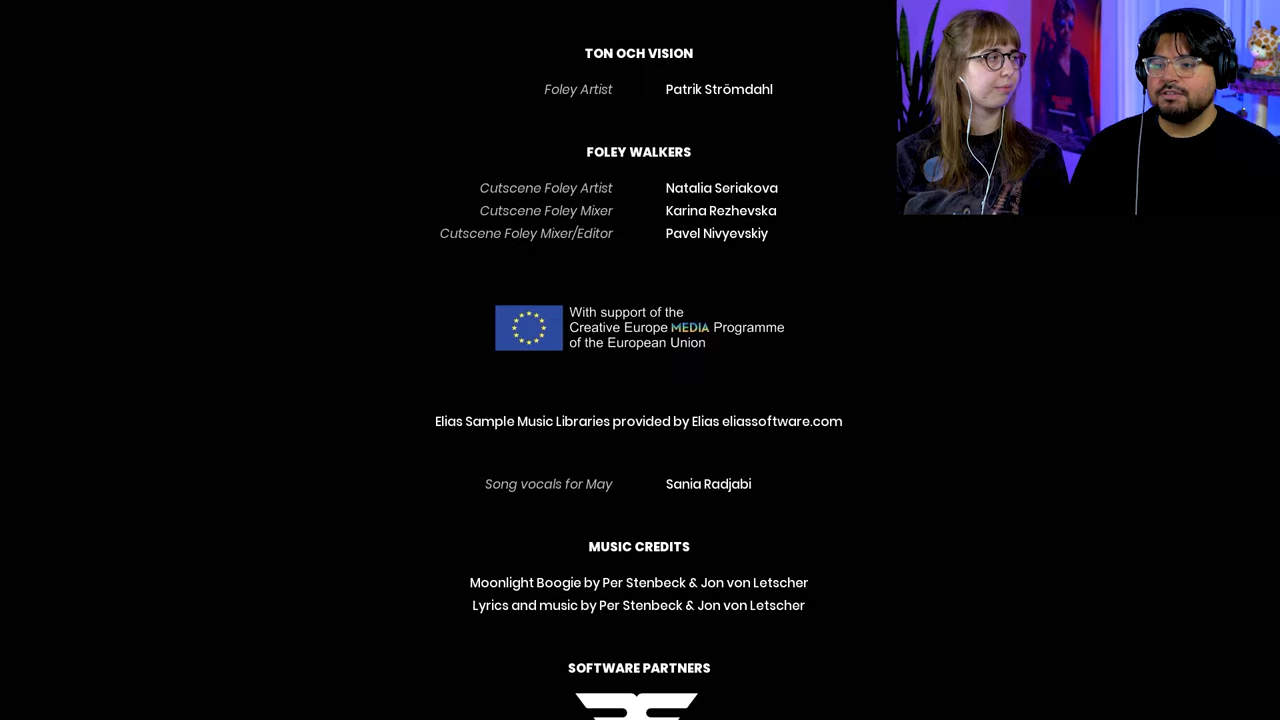 TON OCH VISION
Foley Artist Patrik Strömdahl
FOLEY WALKERS
Cutscene Foley Artist Natalia Seriakova
Cutscene Foley Mixer Karina Rezhevska
Cutscene Foley Mixer/Editor Pavel Nivyevskiy
With support of the
Creative Europe MEDIA Programme
of the European Union
Elias Sample Music Libraries provided by Elias eliassoftware.com
Song vocals for May Sania Radjabi
MUSIC CREDITS
Moonlight Boogie by Per Stenbeck & Jon von Letscher
Lyrics and music by Per Stenbeck & Jon von Letscher
SOFTWARE PARTNERS